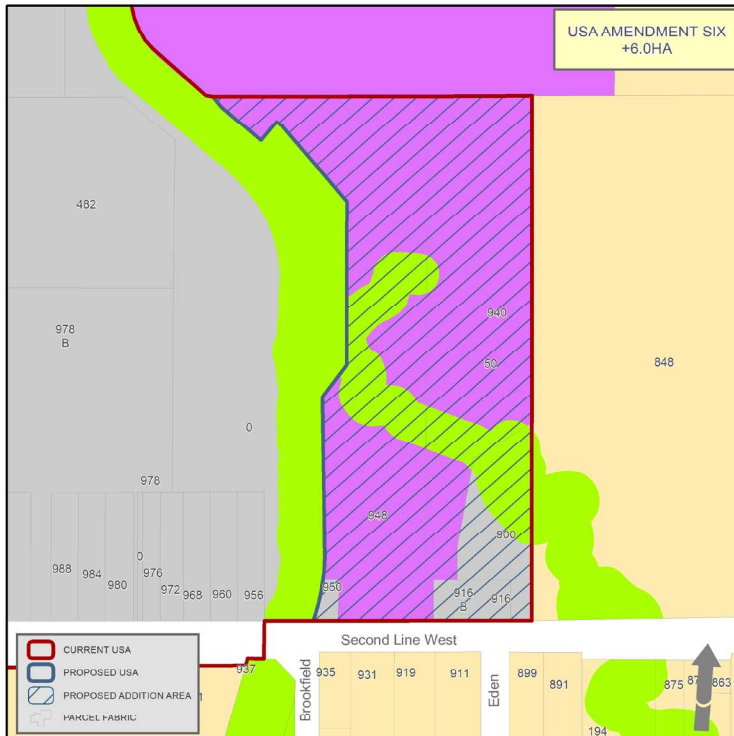 USA AMENDMENT SIX
+6.0HA
482
978
B
940
50
848
0
978
948
900
0
988
984
980
976
972
968
960
956
950
916
B
916
Second Line West
CURRENT USA
PROPOSED USA
PROPOSED ADDITION AREA
PARCEL FABRIC
937
1
Brookfield
935
931
919
911
Eden
899
891
194
875
863